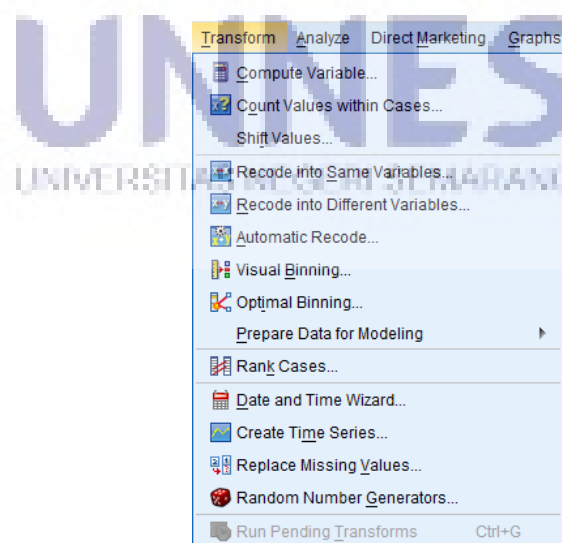 UNNES
Transform Analyze Direct Marketing Graphs
Compute Variable...
Count Values within Cases...
Shift Values...
UNIVERSITAS NEGERI SEMARANG
Recode into Same Variables...
Recode into Different Variables...
Automatic Recode...
Visual Binning...
Optimal Binning...
Prepare Data for Modeling
Rank Cases...
Date and Time Wizard...
Create Time Series...
Replace Missing Values...
Random Number Generators...
Run Pending Transforms Ctrl+G